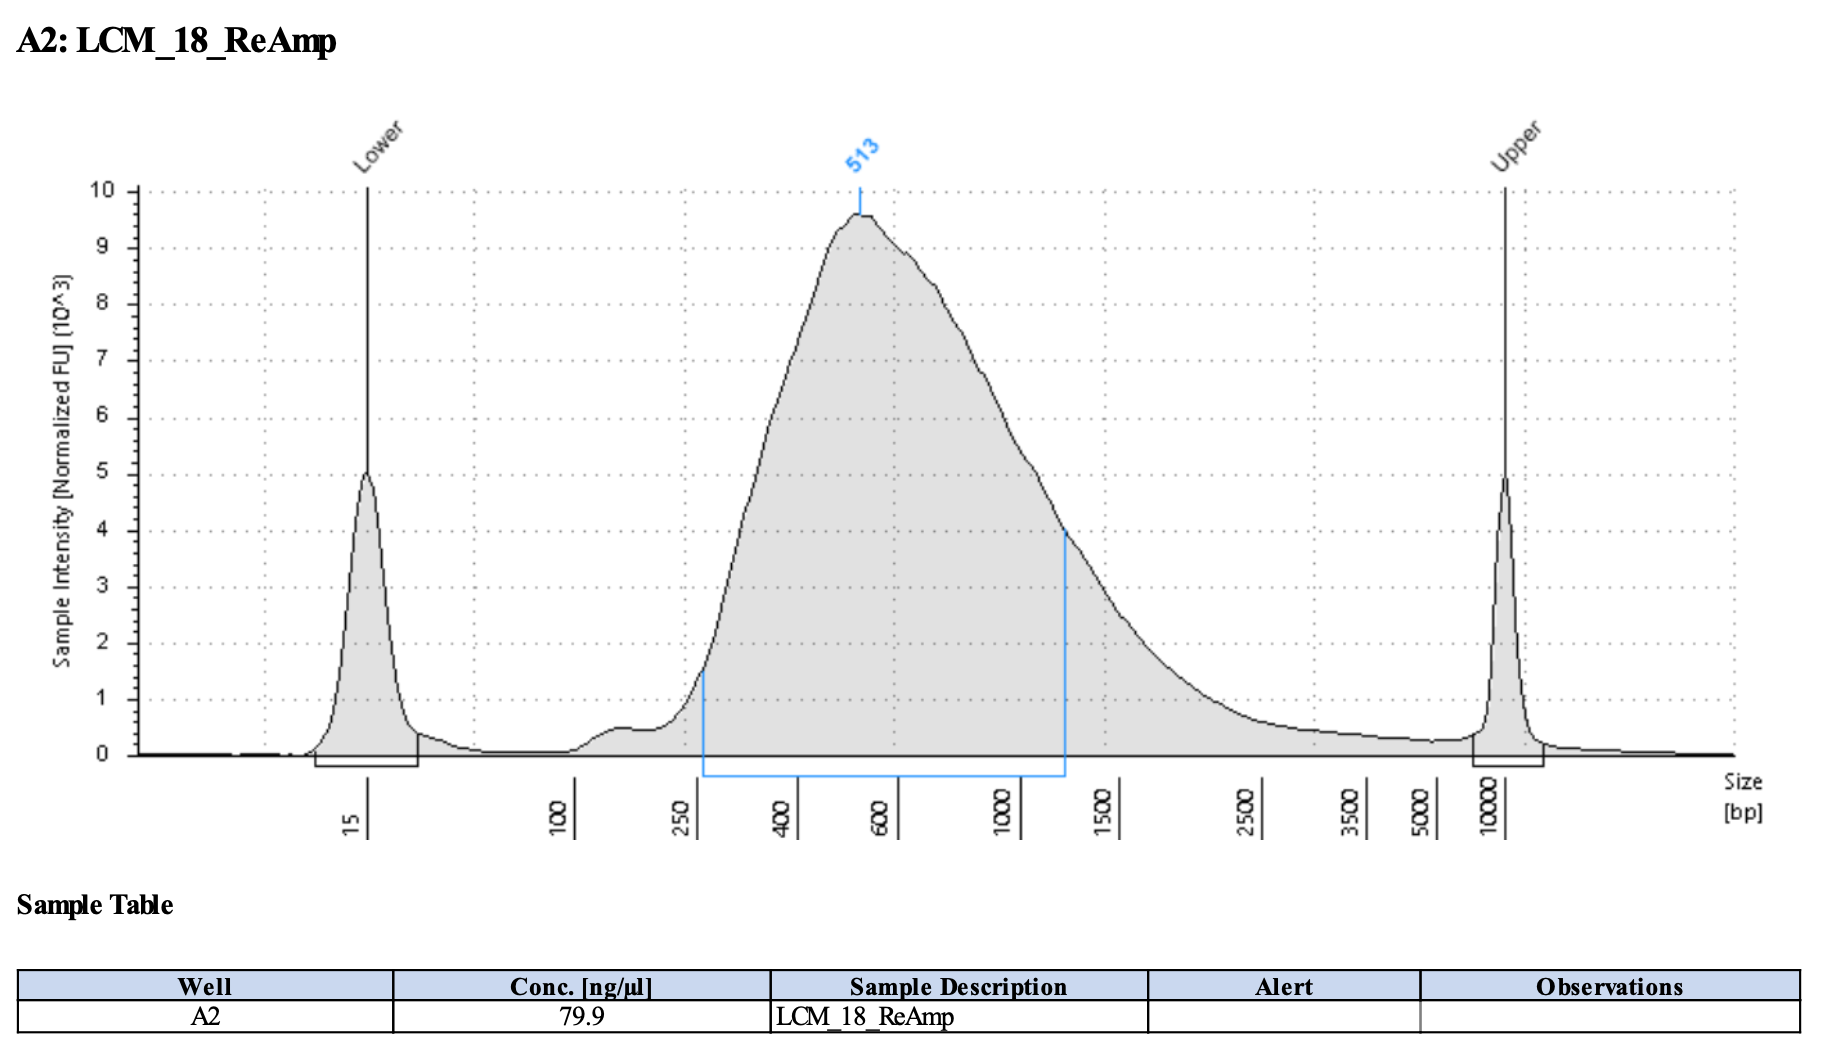 A2: LCM_18_ReAmp
Lower
513
Upper
Sample Intensity [Normalized FU] (10^3)
10
9
8
7
6
5
4
3
2
1
0
15
100
250
400
600
1000
1500
2500
3500
5000
10000
Size
[bp]
Sample Table
Well Conc. [ng/µl] Sample Description Alert Observations
A2 79.9 LCM_18_ReAmp